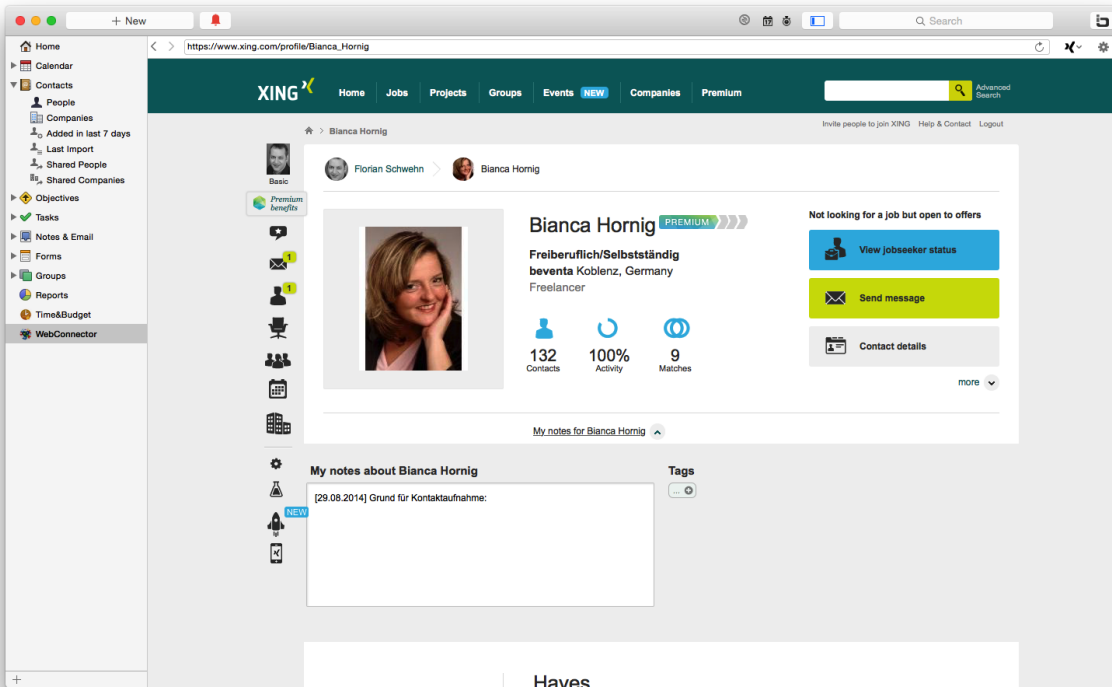 + New
Search
Home
Calendar
Contacts
People
Companies
Added in last 7 days
Last Import
Shared People
Shared Companies
Objectives
Tasks
Notes & Email
Forms
Groups
Reports
Time&Budget
WebConnector
https://www.xing.com/profile/Bianca_Hornig
XING
Home
Jobs
Projects
Groups
Events NEW
Companies
Premium
Advanced
Search
Invite people to join XING Help & Contact Logout
> Bianca Hornig
Basic
Premium
benefits
1
1
NEW
Florian Schwehn
Bianca Hornig
Bianca Hornig PREMIUM
Freiberuflich/Selbstständig
beventa Koblenz, Germany
Freelancer
132
Contacts
100%
Activity
9
Matches
Not looking for a job but open to offers
View jobseeker status
Send message
Contact details
more
My notes for Bianca Hornig
My notes about Bianca Hornig
[29.08.2014] Grund für Kontaktaufnahme:
Tags
...
Haves